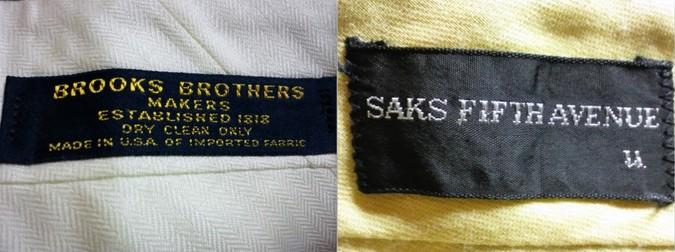 BROOKS BROTHERS
MAKERS
ESTABLISHED 1818
DRY CLEAN ONLY
MADE IN U.S.A. OF IMPORTED FABRIC
SAKS FIFTH AVENUE
U.